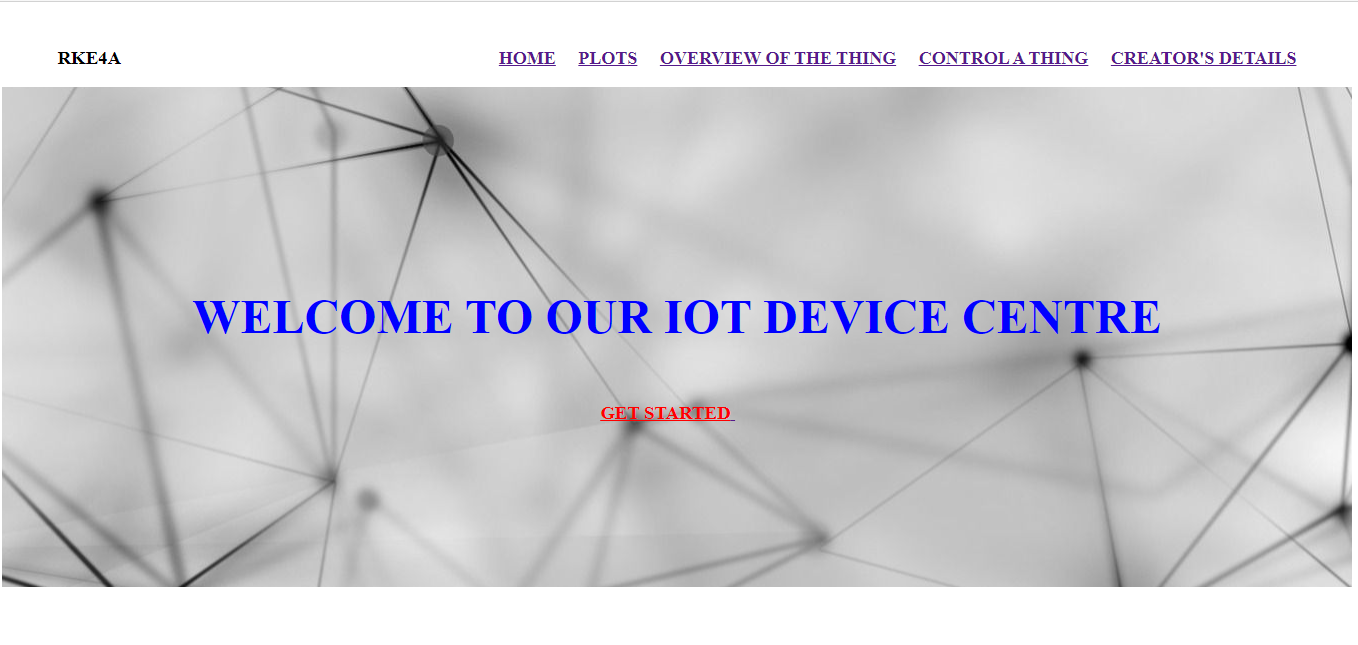 RKE4A HOME PLOTS OVERVIEW OF THE THING CONTROL A THING CREATOR'S DETAILS
WELCOME TO OUR IOT DEVICE CENTRE
GET STARTED